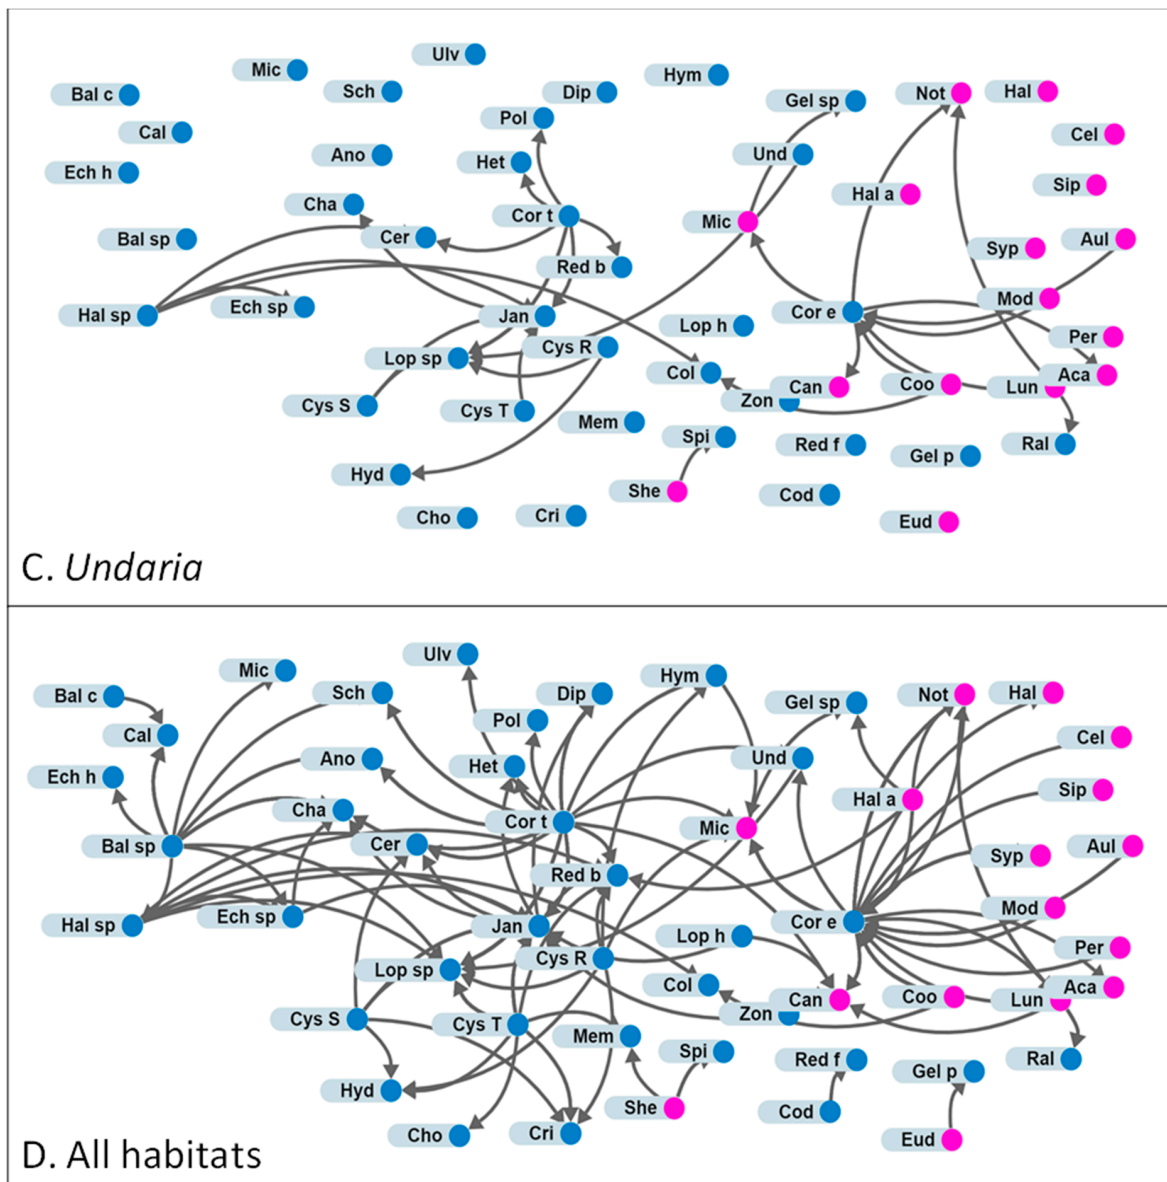 Ulv
Mic
Hym
Bal c
Sch
Dip
Gel sp
Not
Hal
Pol
Cal
Cel
Ano
Het
Und
Ech h
Sip
Cha
Hal a
Cor t
Mic
Bal sp
Cer
Syp
Aul
Red b
Mod
Ech sp
Hal sp
Jan
Cor e
Lop h
Per
Cys R
Lop sp
Col
Aca
Can
Coo
Lun
Zon
Cys S
Cys T
Mem
Spi
Red f
Ral
Gel p
Hyd
She
Cod
Cho
Cri
Eud
C. Undaria
Ulv
Mic
Hym
Bal c
Sch
Dip
Gel sp
Not
Hal
Pol
Cal
Cel
Ano
Het
Und
Ech h
Sip
Cha
Hal a
Cor t
Mic
Bal sp
Cer
Syp
Aul
Red b
Mod
Ech sp
Hal sp
Jan
Cor e
Lop h
Per
Cys R
Lop sp
Col
Aca
Can
Coo
Lun
Zon
Cys S
Cys T
Mem
Spi
Red f
Ral
Gel p
Hyd
She
Cod
Cho
Cri
Eud
D. All habitats